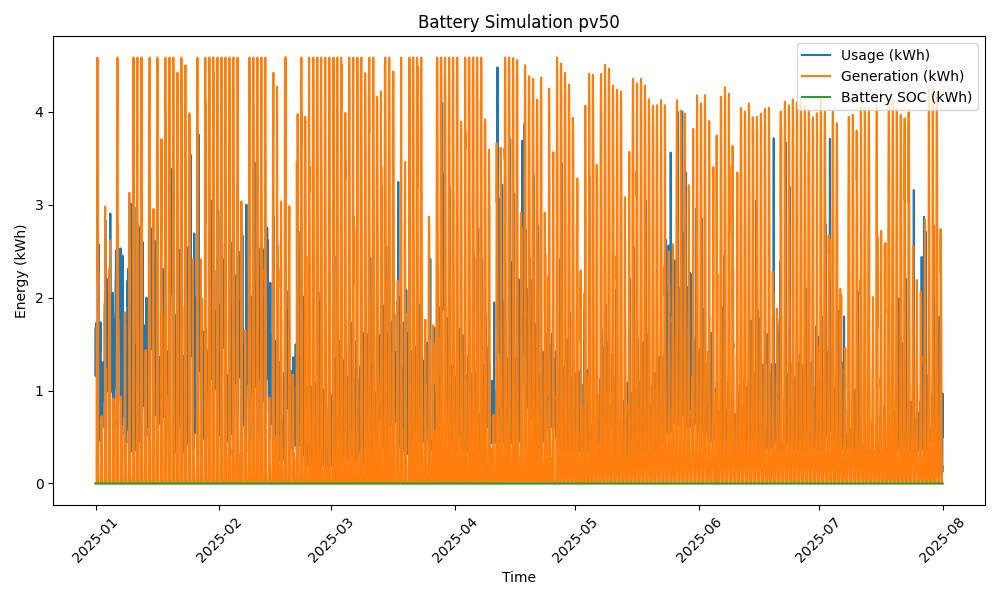 Battery Simulation pv50
Usage (kWh)
Generation (kWh)
Battery SOC (kWh)
Energy (kWh)
4
3
2
1
0
2025-01
2025-02
2025-03
2025-04
2025-05
2025-06
2025-07
2025-08
Time